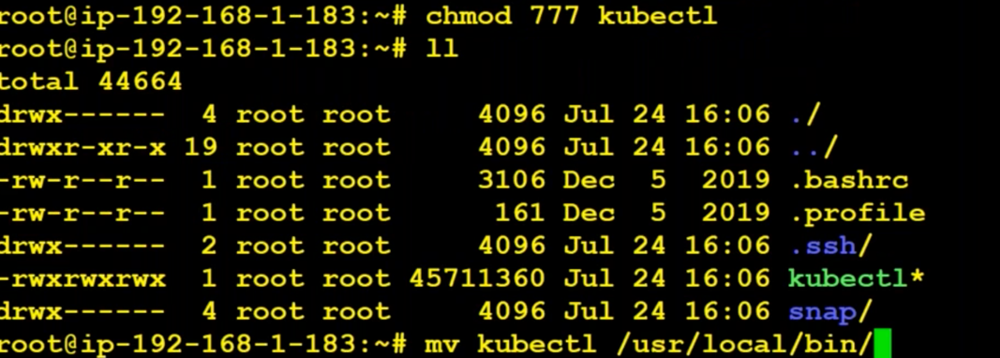 root@ip-192-168-1-183:~# chmod 777 kubectl
root@ip-192-168-1-183:~# ll
total 44664
drwx------  4 root root     4096 Jul 24 16:06 ./
drwxr-xr-x 19 root root     4096 Jul 24 16:06 ../
-rw-r--r--  1 root root     3106 Dec  5  2019 .bashrc
-rw-r--r--  1 root root      161 Dec  5  2019 .profile
drwx------  2 root root     4096 Jul 24 16:06 .ssh/
-rwxrwxrwx  1 root root 45711360 Jul 24 16:06 kubectl*
drwx------  4 root root     4096 Jul 24 16:06 snap/
root@ip-192-168-1-183:~# mv kubectl /usr/local/bin/